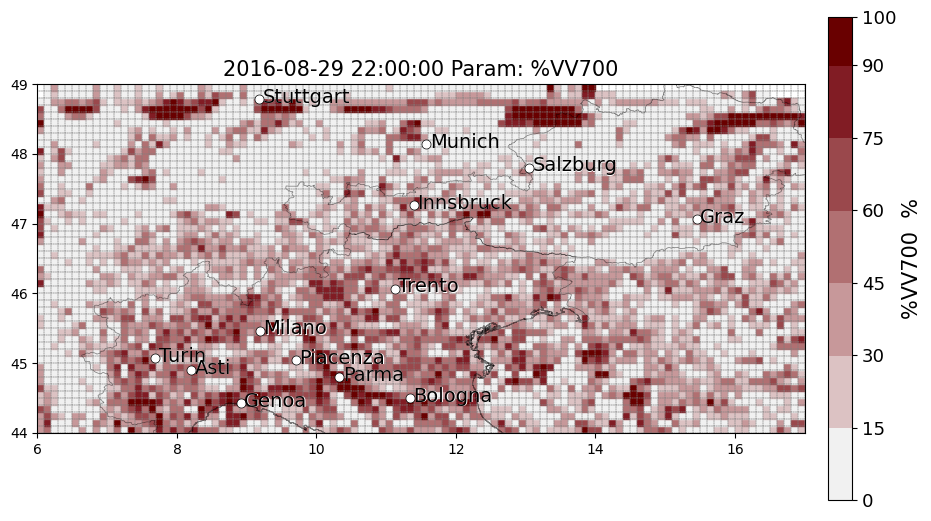 2016-08-29 22:00:00 Param: %VV700
49
48
47
46
45
44
6
8
10
12
14
16
Stuttgart
Munich
Salzburg
Innsbruck
Graz
Trento
Milano
Turin
Piacenza
Asti
Parma
Genoa
Bologna
100
90
75
60
45
30
15
0
%VV700 %